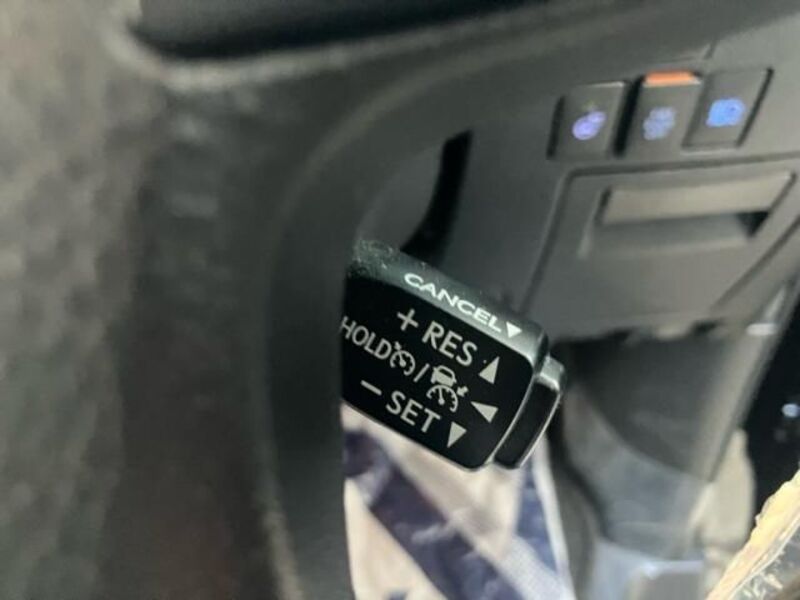 CANCEL▼
+ RES ▲
HOLD /
− SET ▼